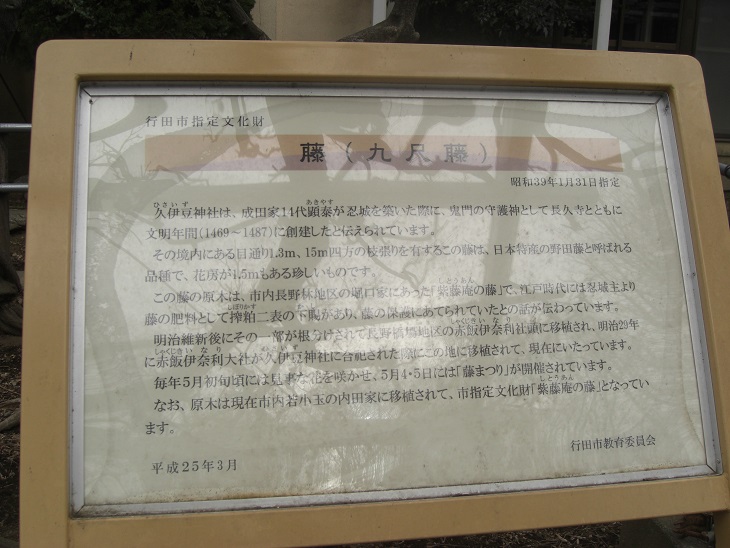 行田市指定文化財
藤(九尺藤)
昭和39年1月31日指定
久伊豆神社は、成田家14代顕泰が忍城を築いた際に、鬼門の守護神として長久寺とともに
文明年間(1469~1487)に創建したと伝えられています。
その境内にある目通り1.3m、15m四方の枝張りを有するこの藤は、日本特産の野田藤と呼ばれる
品種で、花房が1.5mもある珍しいものです。
この藤の原木は、市内長野林地区の堀口家にあった「紫藤庵の藤」で、江戸時代には忍城主より
藤の肥料として搾粕二表の下賜があり、藤の保護にあてられていたとの話が伝わっています。
明治維新後にその一部が根分けされて長野橋場地区の赤飯伊奈利社頭に移植され、明治29年
に赤飯伊奈利大社が久伊豆神社に合祀された際にこの地に移植されて、現在にいたっています。
毎年5月初旬頃には見事な花を咲かせ、5月4・5日には「藤まつり」が開催されています。
なお、原木は現在市内若小玉の内田家に移植されて、市指定文化財「紫藤庵の藤」となってい
ます。
行田市教育委員会
平成25年3月